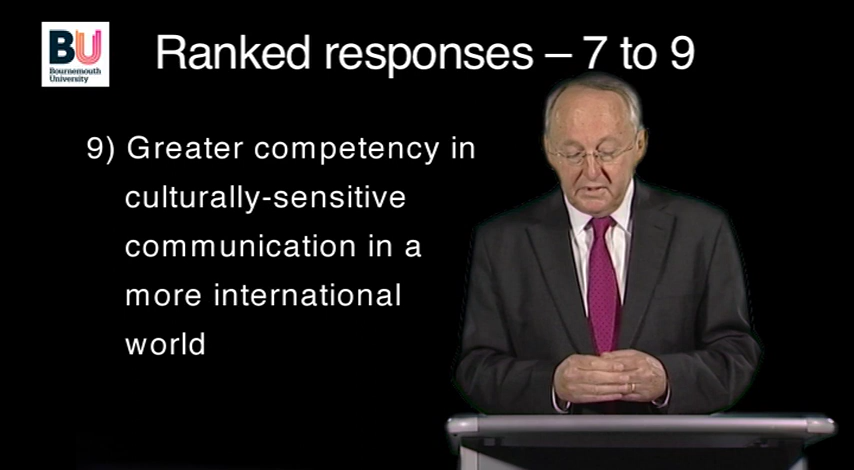 BU
Bournemouth
University
Ranked responses – 7 to 9
9) Greater competency in
culturally-sensitive
communication in a
more international
world